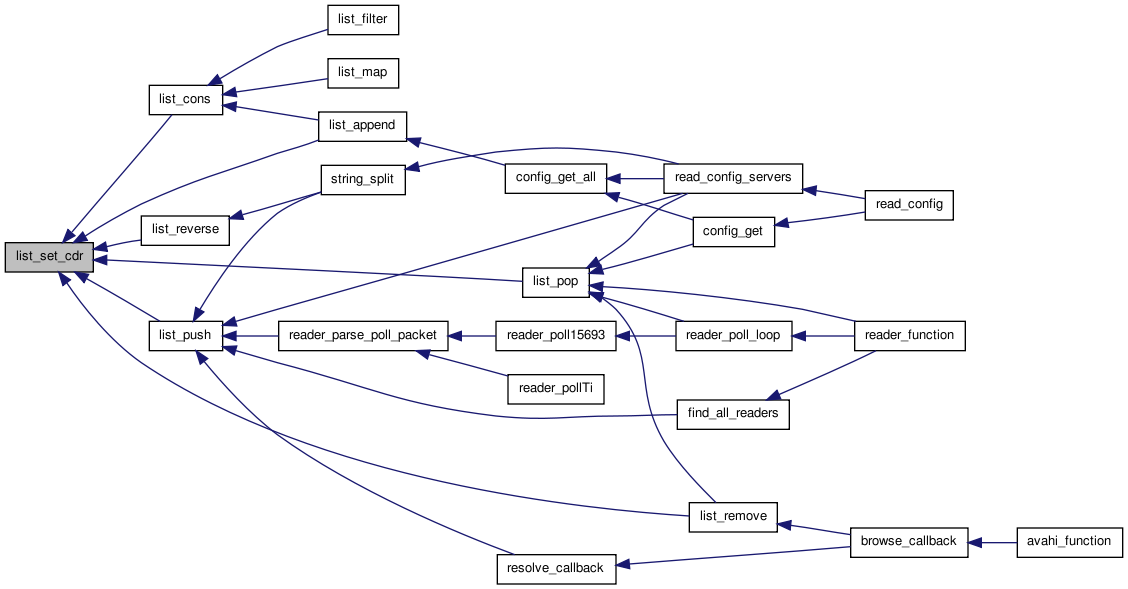 list_filter
list_map
list_cons
list_append
string_split
config_get_all
read_config_servers
read_config
list_reverse
config_get
list_set_cdr
list_pop
list_push
reader_parse_poll_packet
reader_poll15693
reader_poll_loop
reader_function
reader_pollTi
find_all_readers
list_remove
browse_callback
avahi_function
resolve_callback